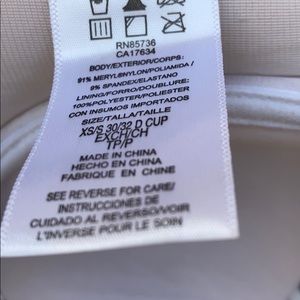 RN85736
CA17634
BODY/EXTERIOR/CORPS:
91% MERYL®NYLON/POLIAMIDA/
9% SPANDEX/ELASTANO
LINING/FORRO/DOUBLURE:
100%POLYESTER/POLIESTER
CON INSUMOS IMPORTADOS
SIZE/TALLA/TAILLE
XS/S 30/32 D CUP
EXCH/CH
TP/P
MADE IN CHINA
HECHO EN CHINA
FABRIQUE EN CHINE
SEE REVERSE FOR CARE/
INSTRUCCIONES DE
CUIDADO AL REVERSO/
L'INVERSE POUR LE SOIN